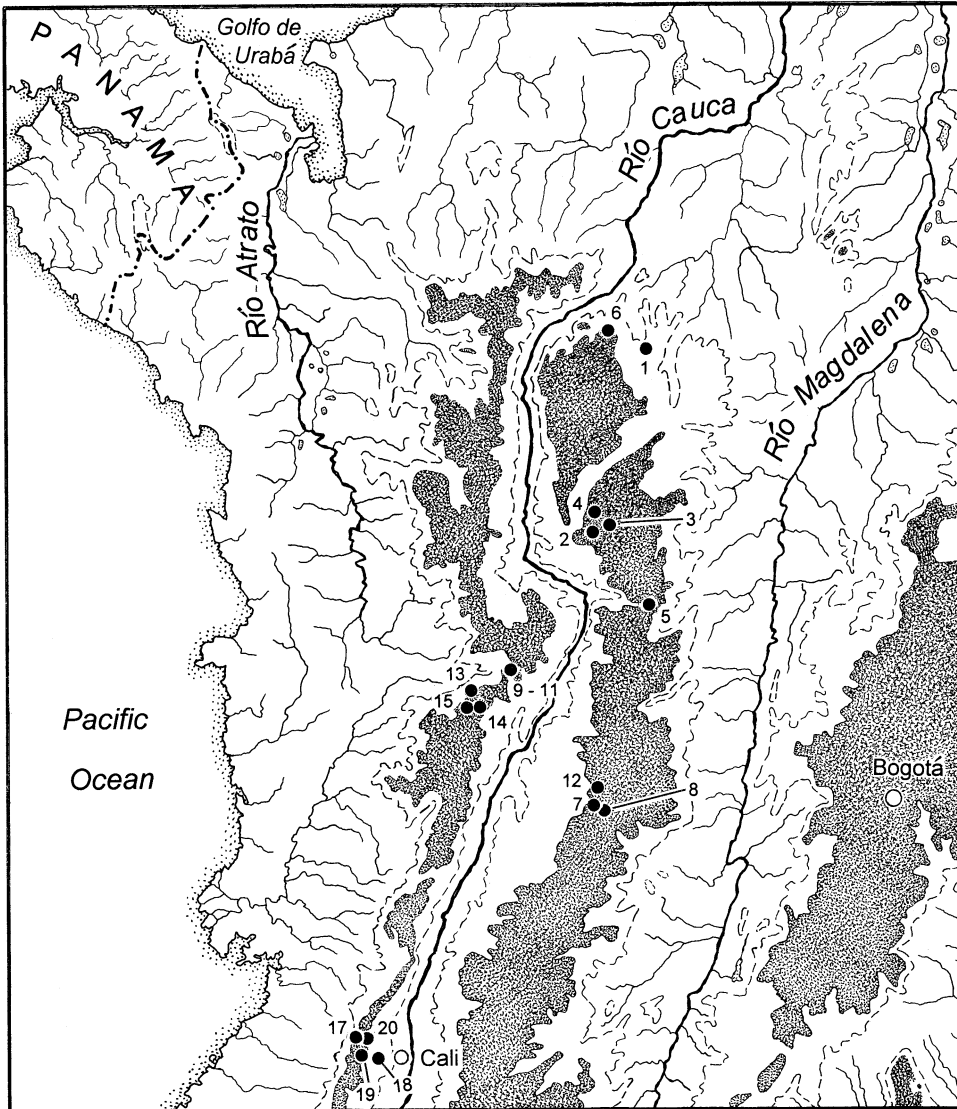 PANAMA
Golfo de
Urabá
Río Cauca
Río Atrato
Río Magdalena
6
1
4
3
2
5
13
9 - 11
15
14
Pacific
Ocean
Bogotá
12
7
8
17
20
Cali
19
18